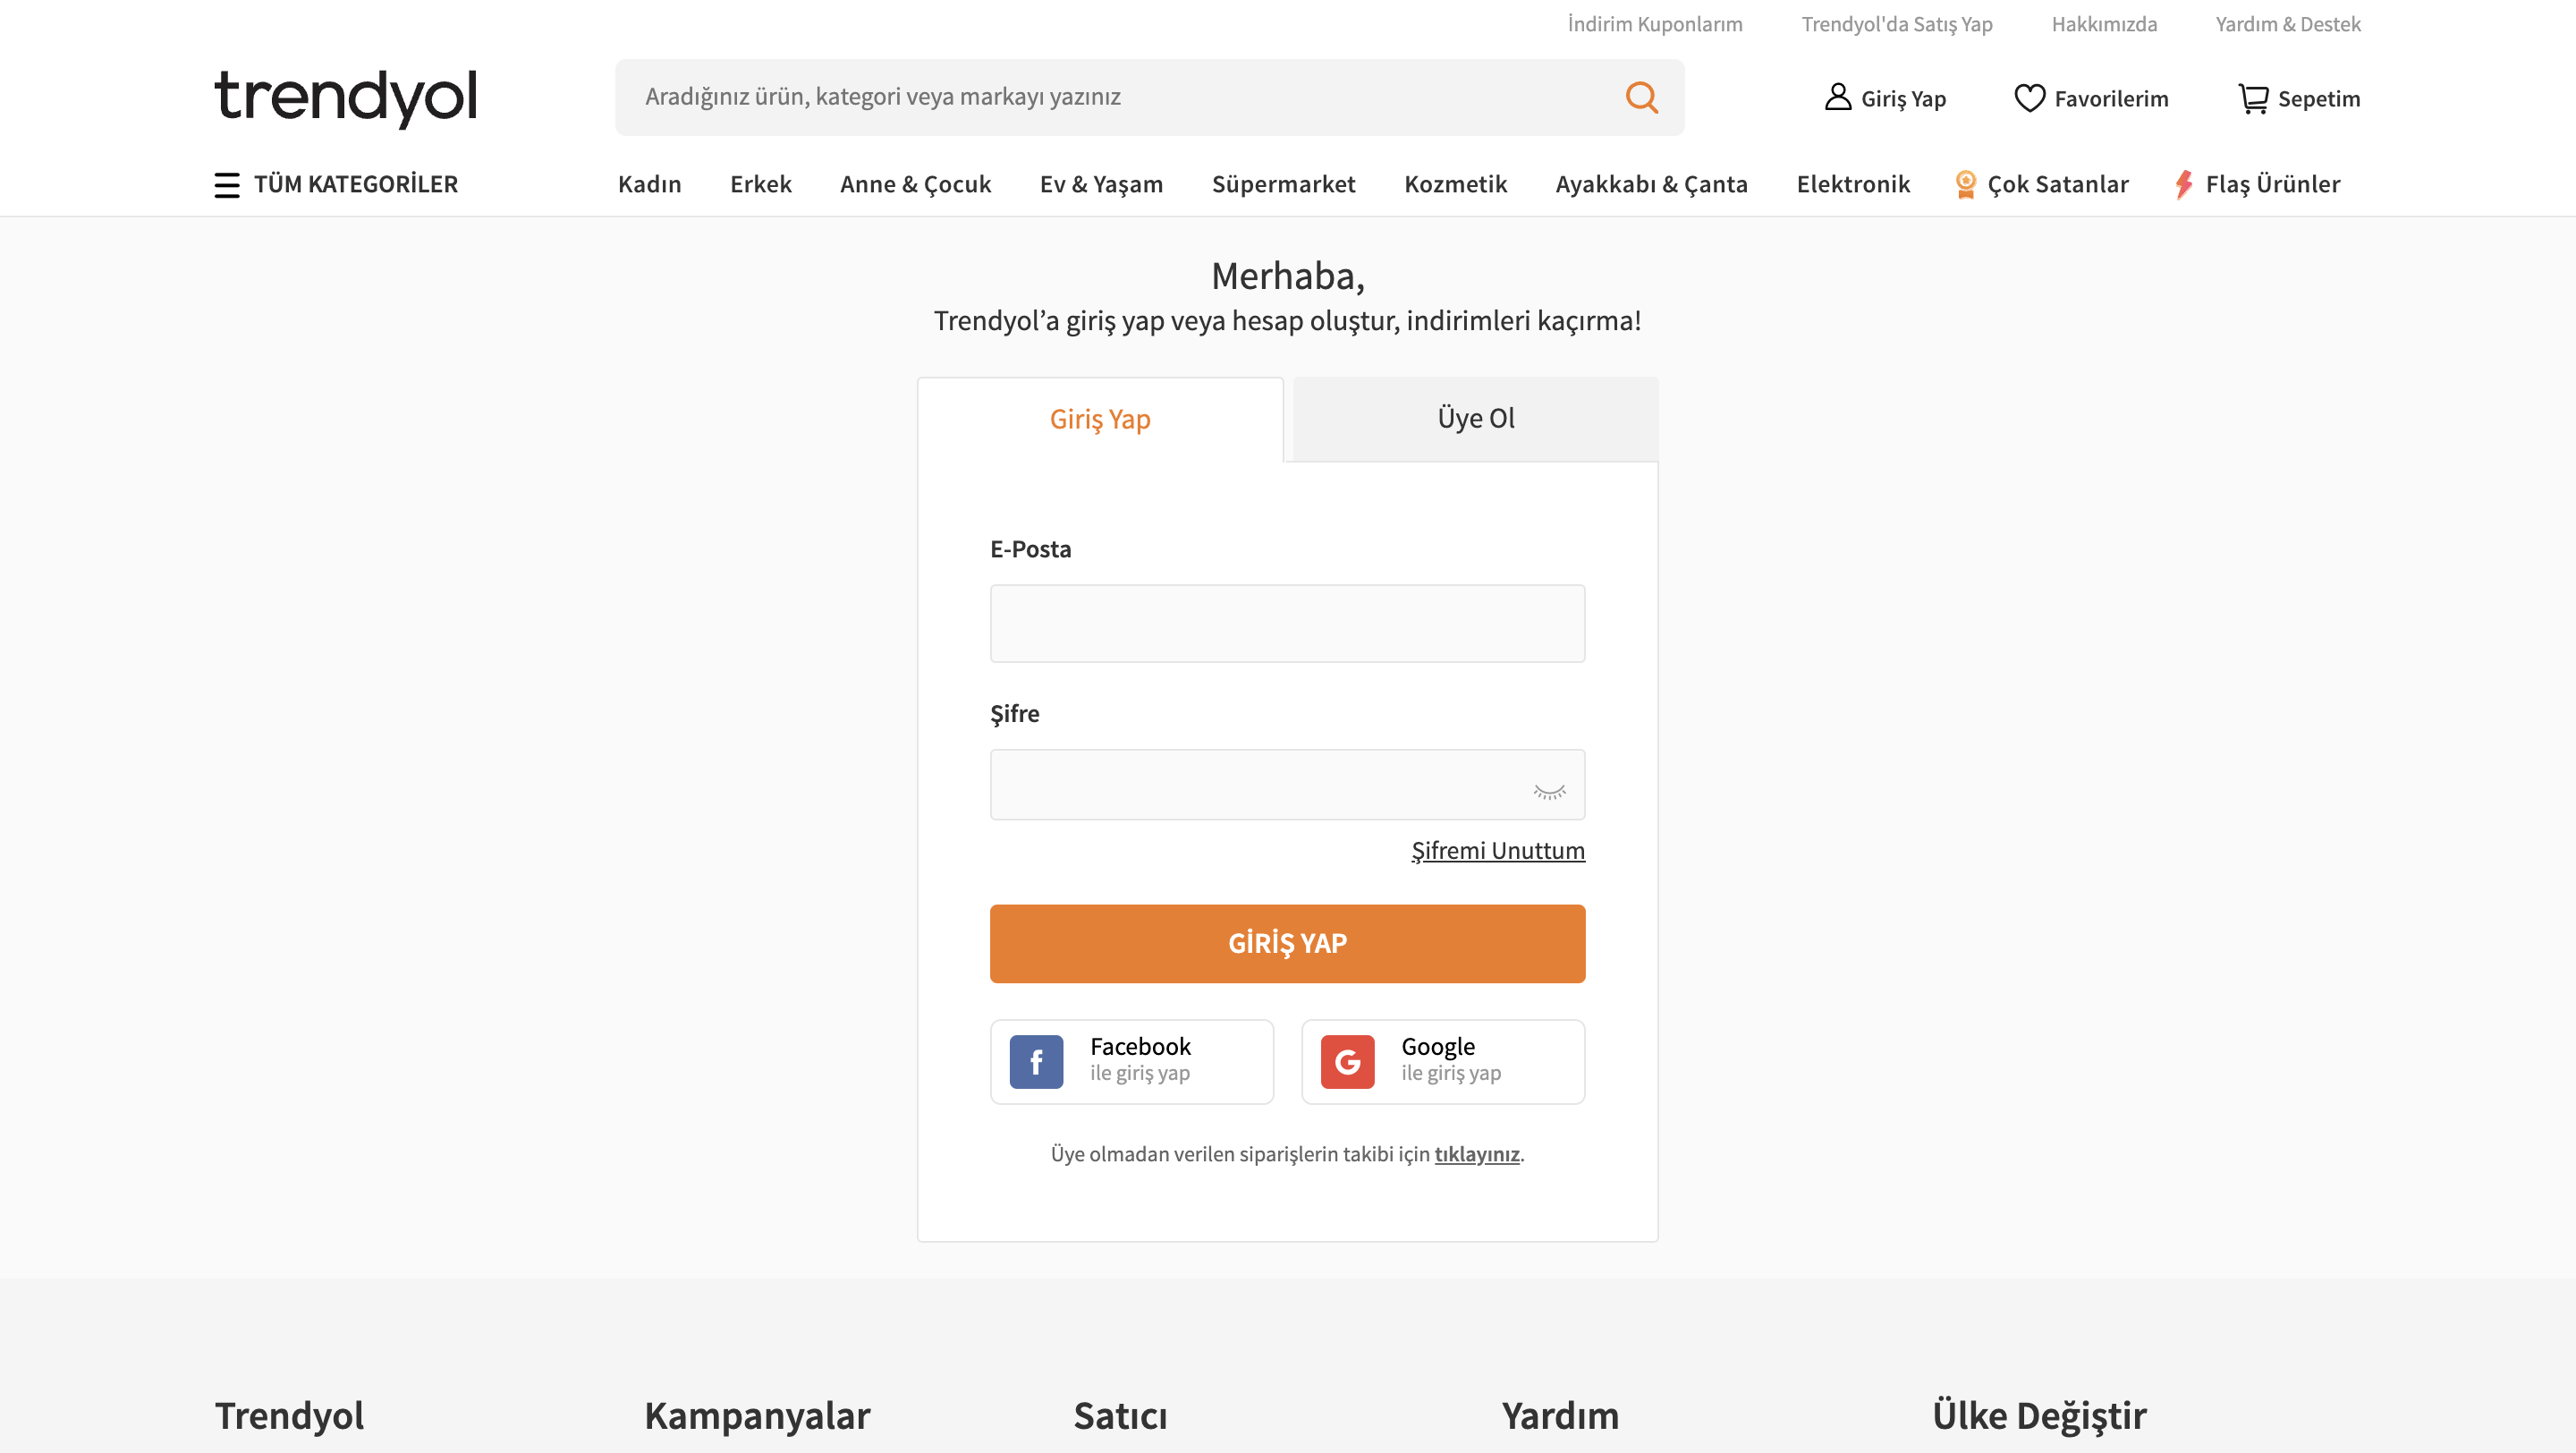 İndirim Kuponlarım Trendyol'da Satış Yap Hakkımızda Yardım & Destek
trendyol
Aradığınız ürün, kategori veya markayı yazınız
Giriş Yap Favorilerim Sepetim
TÜM KATEGORİLER Kadın Erkek Anne & Çocuk Ev & Yaşam Süpermarket Kozmetik Ayakkabı & Çanta Elektronik Çok Satanlar Flaş Ürünler
Merhaba,
Trendyol’a giriş yap veya hesap oluştur, indirimleri kaçırma!
Giriş Yap Üye Ol
E-Posta
Şifre
Şifremi Unuttum
GİRİŞ YAP
f Facebook G Google
ile giriş yap ile giriş yap
Üye olmadan verilen siparişlerin takibi için tıklayınız.
Trendyol Kampanyalar Satıcı Yardım Ülke Değiştir